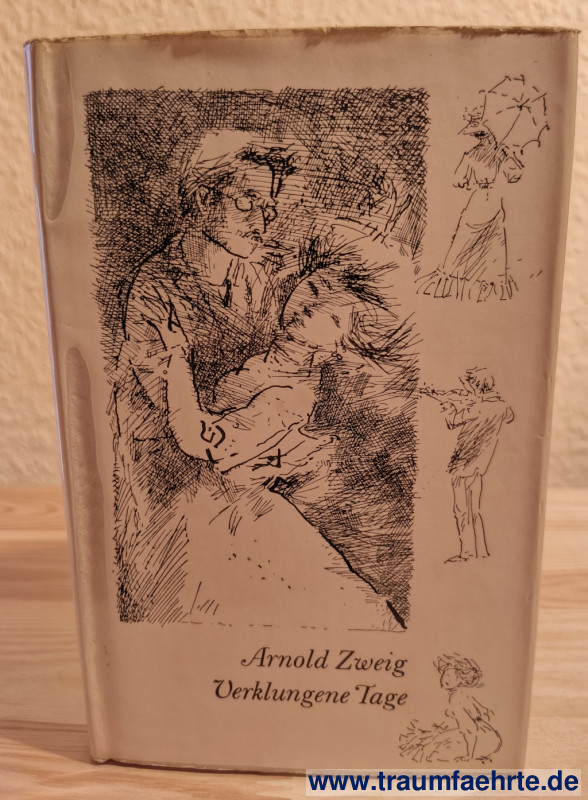 Arnold Zweig
Verklungene Tage
www.traumfaehrte.de